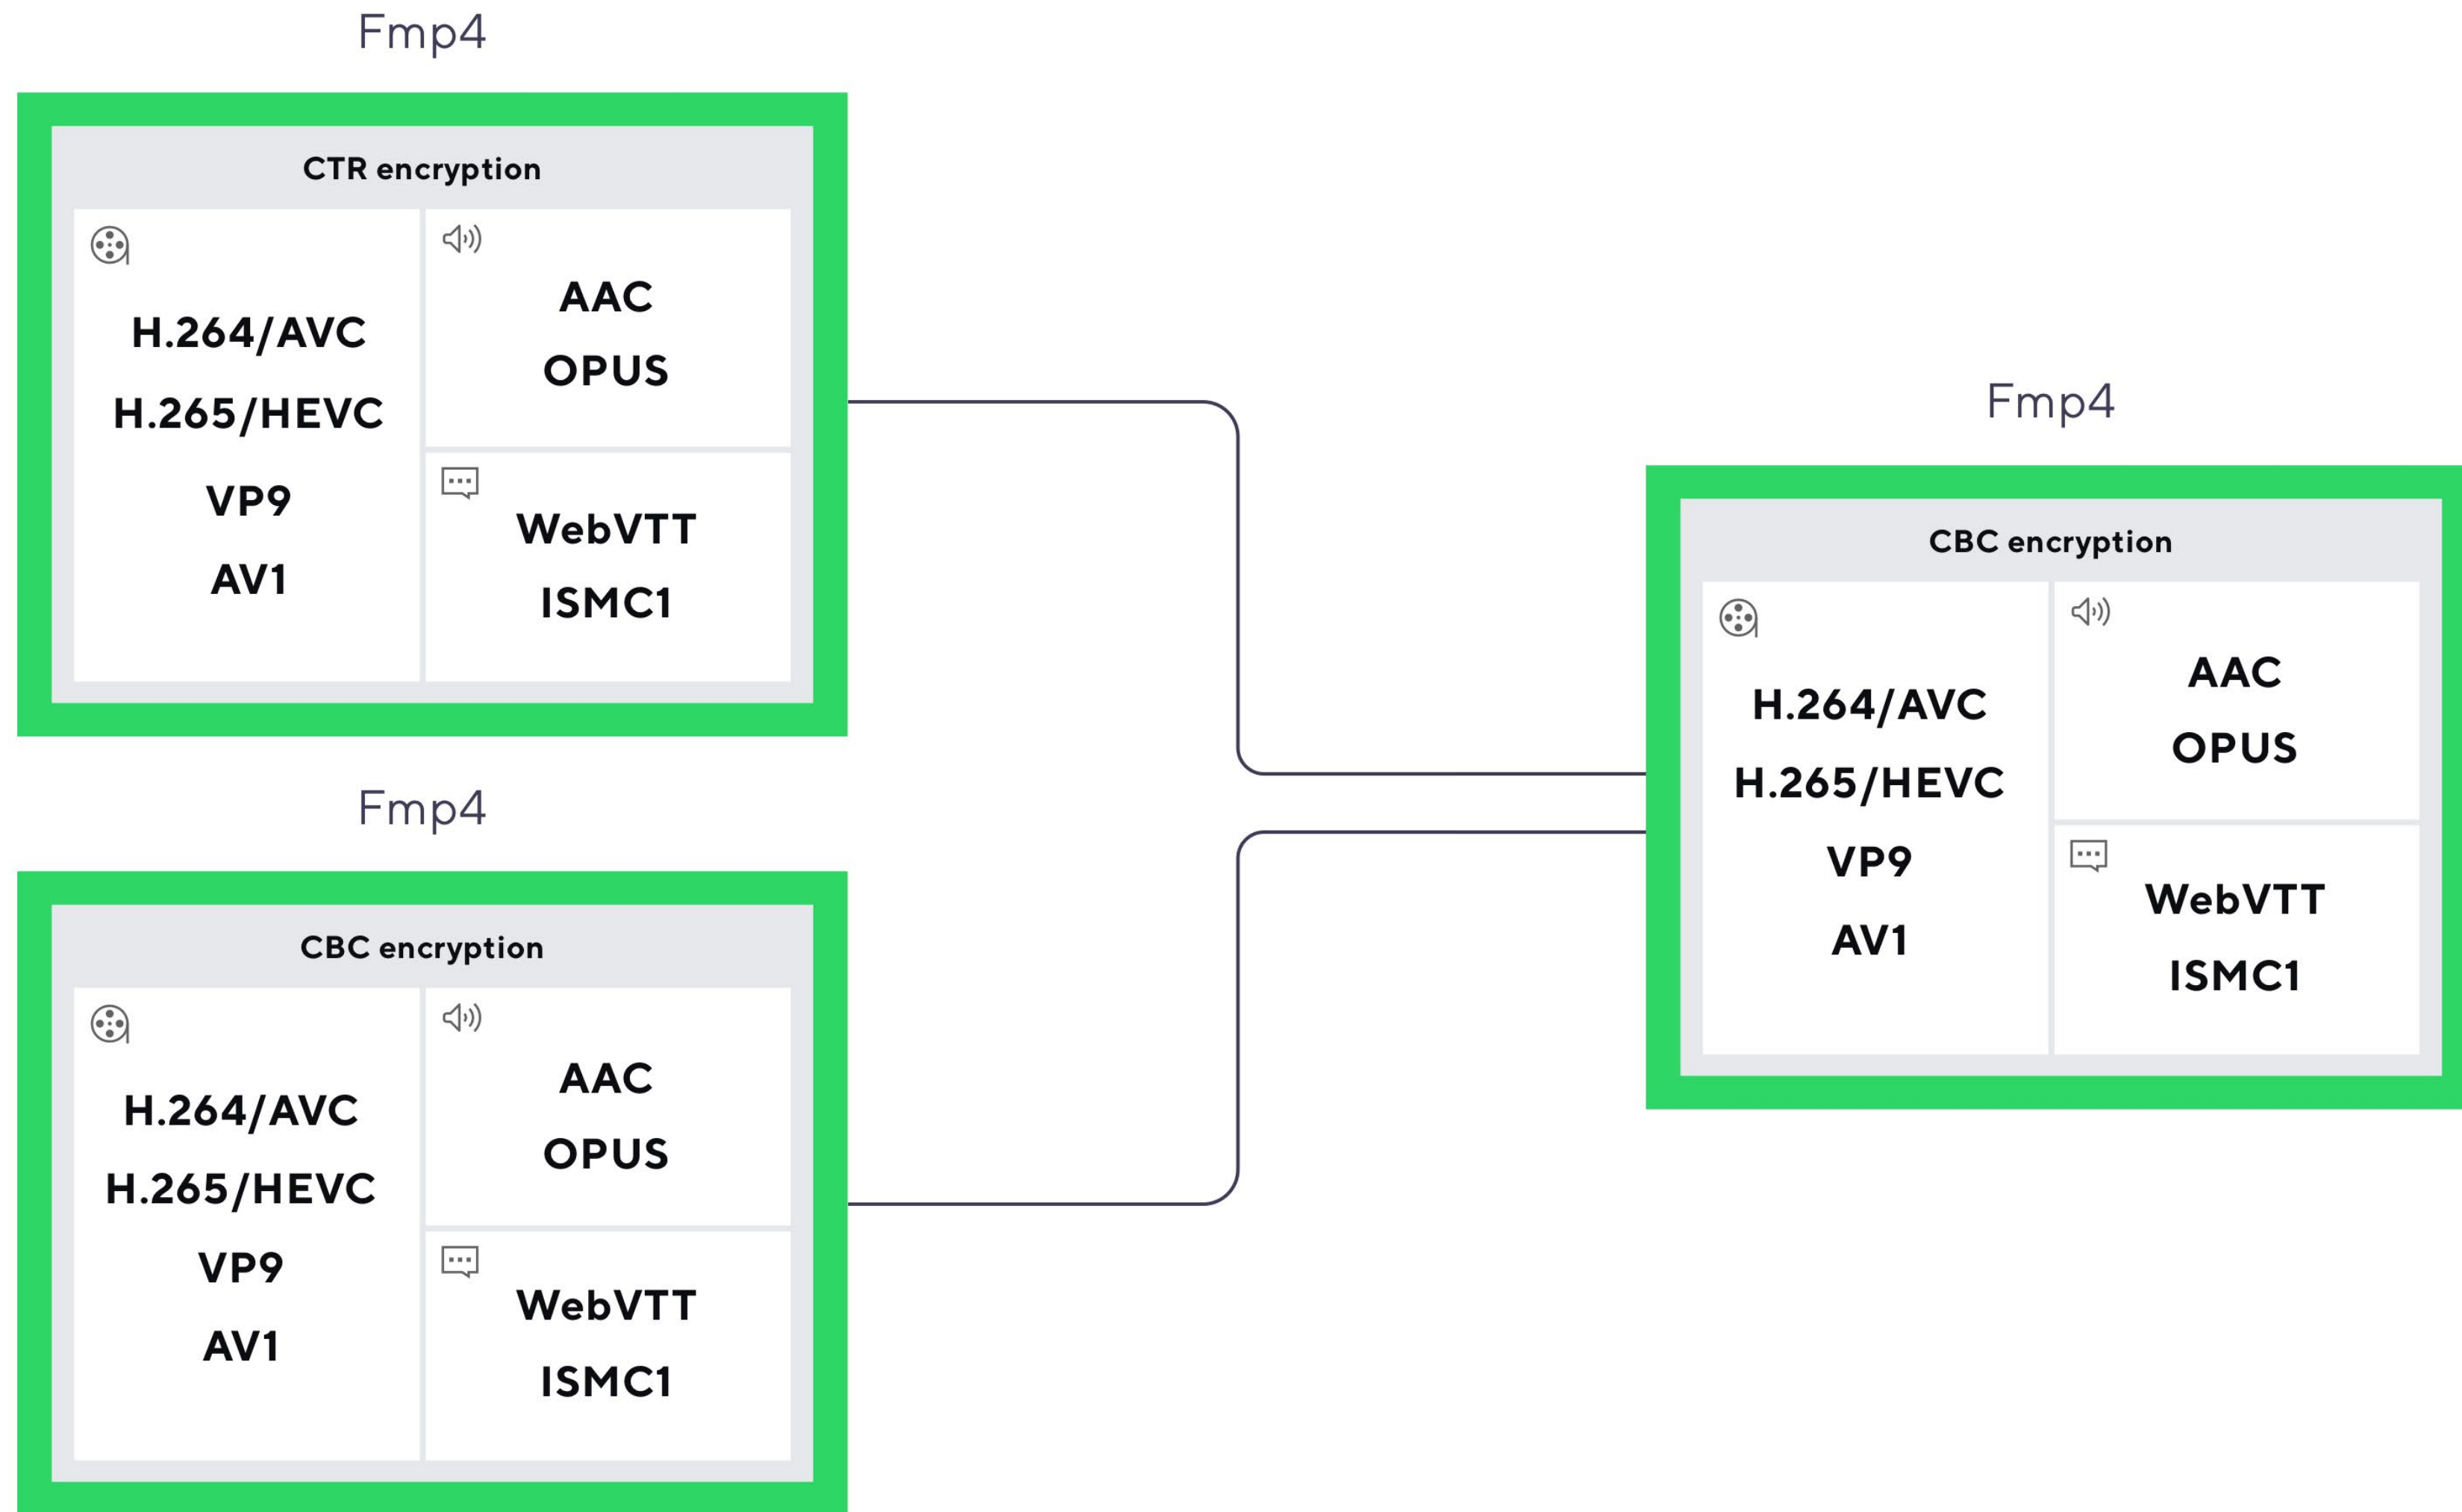 Fmp4
CTR encryption
H.264/AVC
H.265/HEVC
VP9
AV1
AAC
OPUS
WebVTT
ISMC1
Fmp4
CBC encryption
H.264/AVC
H.265/HEVC
VP9
AV1
AAC
OPUS
WebVTT
ISMC1
Fmp4
CBC encryption
H.264/AVC
H.265/HEVC
VP9
AV1
AAC
OPUS
WebVTT
ISMC1